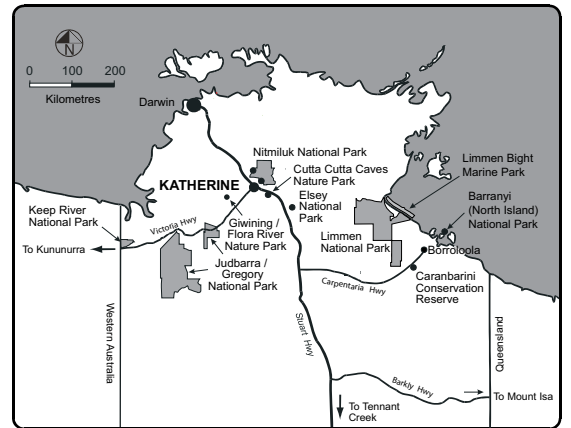 N
0 100 200
Kilometres
Darwin
Nitmiluk National Park
Cutta Cutta Caves
Nature Park
KATHERINE
Elsey
National
Park
Limmen Bight
Marine Park
Barranyi
(North Island)
National Park
Keep River
National Park
Victoria Hwy
Giwining /
Flora River
Nature Park
Limmen
National Park
Borroloola
To Kununurra
Judbarra /
Gregory
National Park
Carpentaria Hwy
Caranbarini
Conservation
Reserve
Western Australia
Stuart Hwy
Queensland
Barkly Hwy
To Mount Isa
To Tennant
Creek